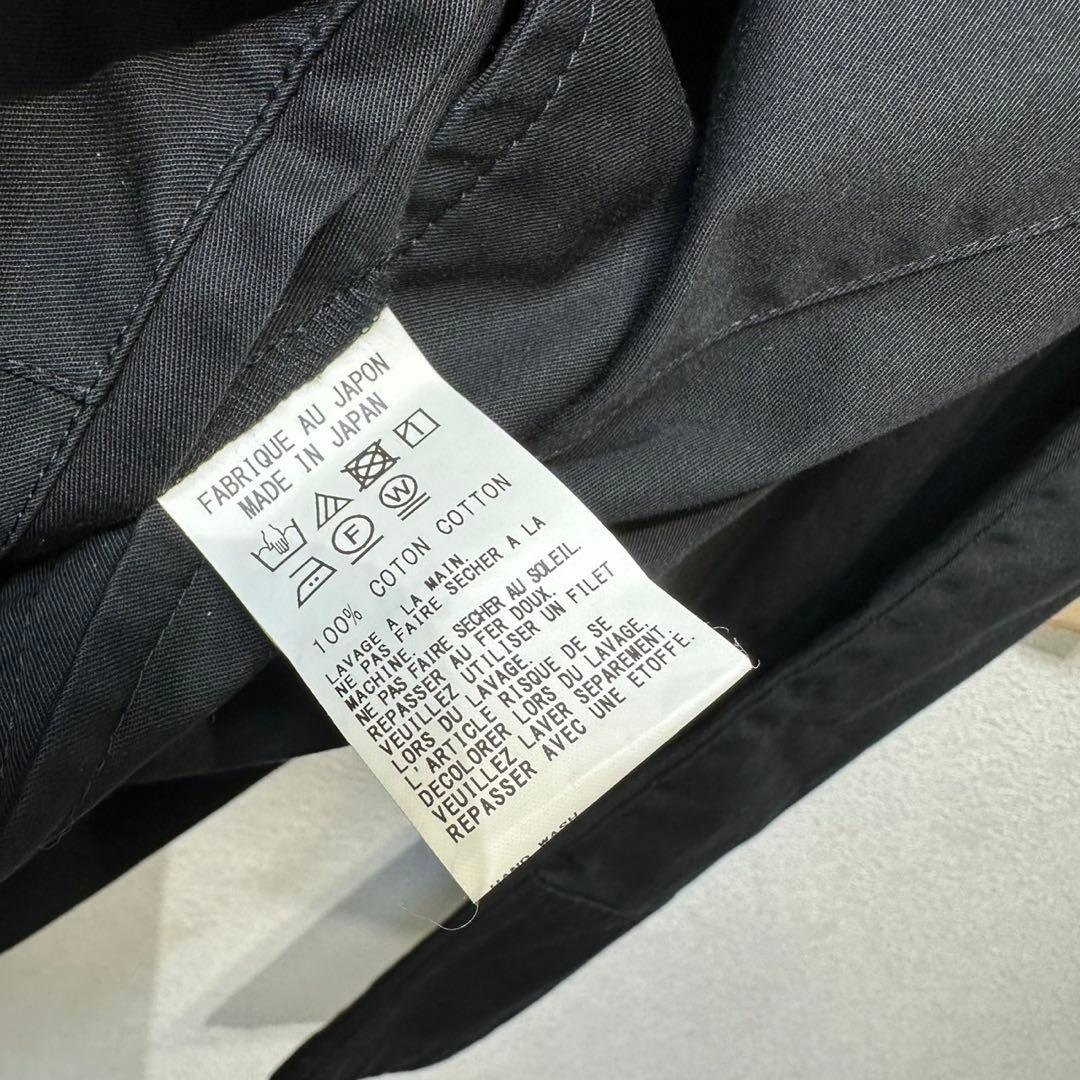 FABRIQUE AU JAPON
MADE IN JAPAN
F W
100% COTON COTTON
LAVAGE A LA MAIN.
NE PAS FAIRE SECHER A LA
MACHINE.
NE PAS FAIRE SECHER AU SOLEIL.
REPASSER AU FER DOUX.
VEUILLEZ UTILISER UN FILET
LORS DU LAVAGE.
L'ARTICLE RISQUE DE SE
DECOLORER LORS DU LAVAGE.
VEUILLEZ LAVER SEPAREMENT.
REPASSER AVEC UNE ETOFFE.
HAND WASH